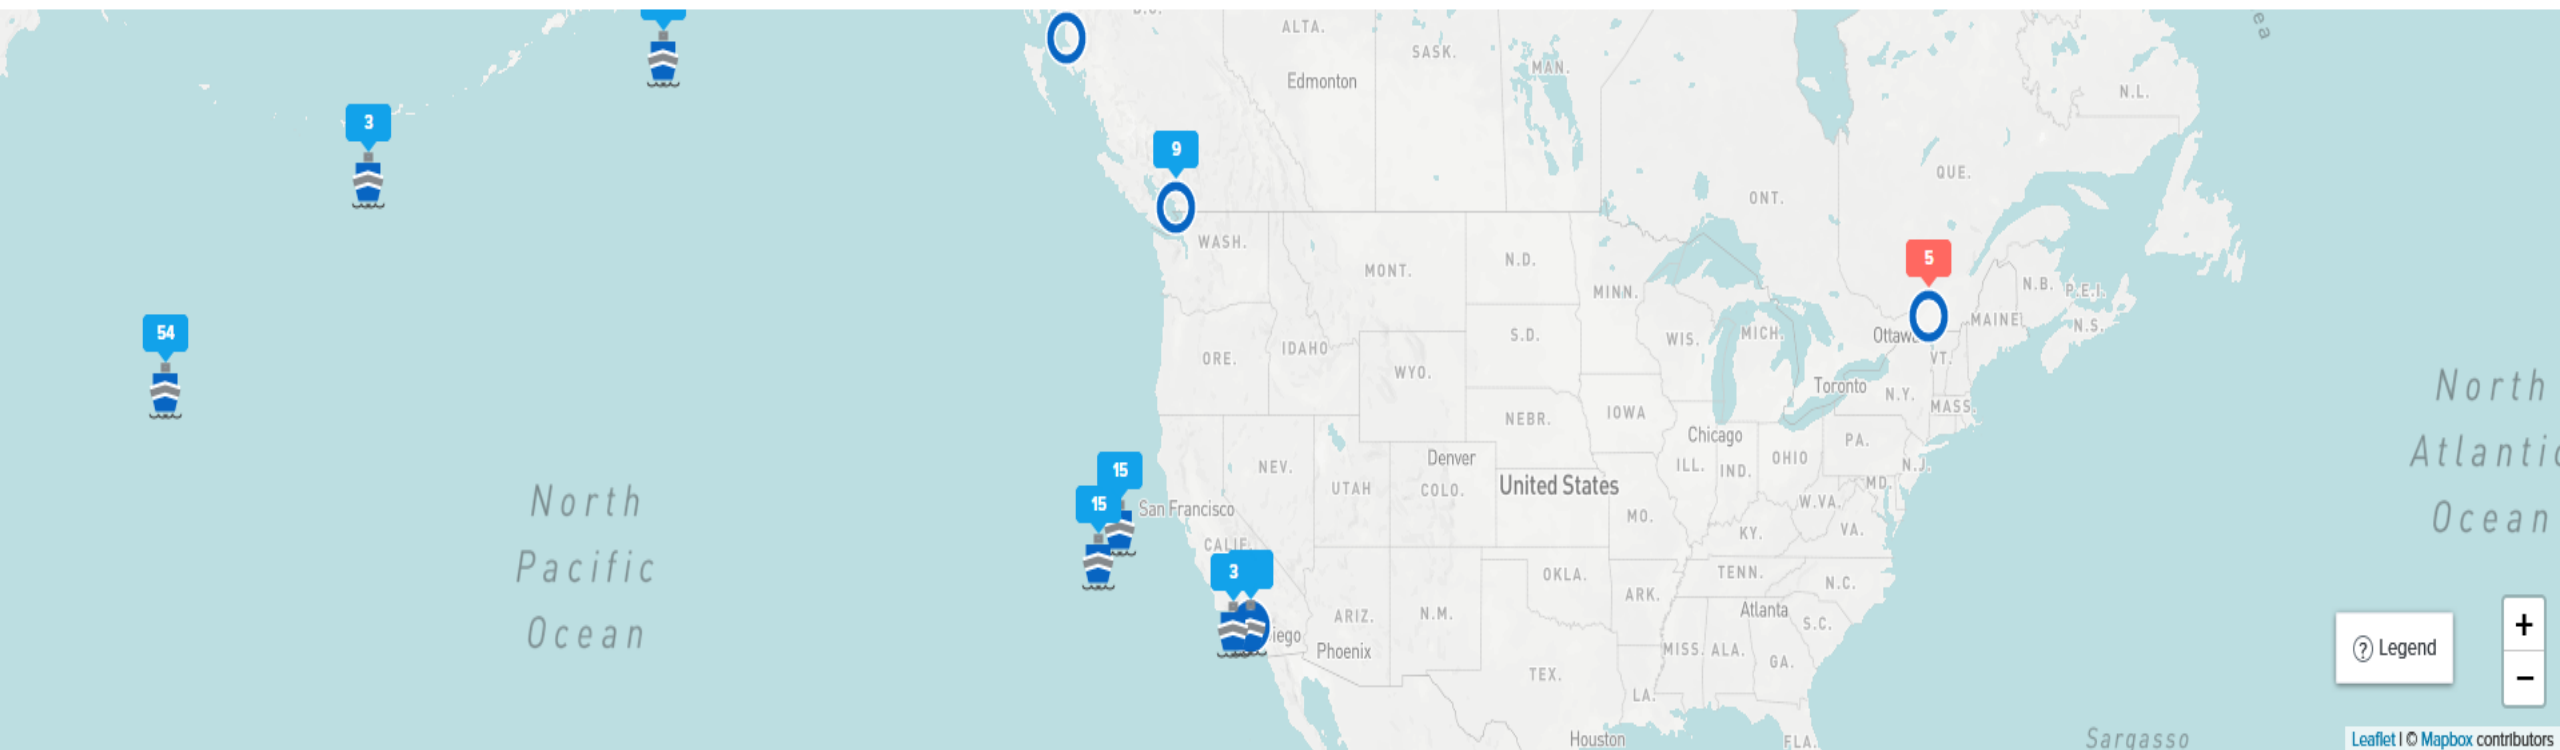 ALTA.
SASK.
MAN.
Edmonton
N.L.
3
9
QUE.
ONT.
WASH.
5
MONT.
N.D.
MINN.
N.B.
P.E.I.
54
ORE.
IDAHO
S.D.
WIS.
MICH.
MAINE
N.S.
VT.
WYO.
Toronto
N.Y.
MASS.
North
Atlantic
Ocean
NEBR.
IOWA
Chicago
PA.
Denver
15
NEV.
UTAH
COLO.
United States
ILL.
IND.
OHIO
N.J.
MD.
15
San Francisco
North
Pacific
Ocean
MO.
KY.
W.VA.
VA.
CALIF.
3
iego
ARIZ.
Phoenix
N.M.
OKLA.
ARK.
TENN.
N.C.
Atlanta
S.C.
MISS.
ALA.
GA.
TEX.
LA.
Houston
FLA.
Sargasso
? Legend
+
−
Leaflet | © Mapbox contributors